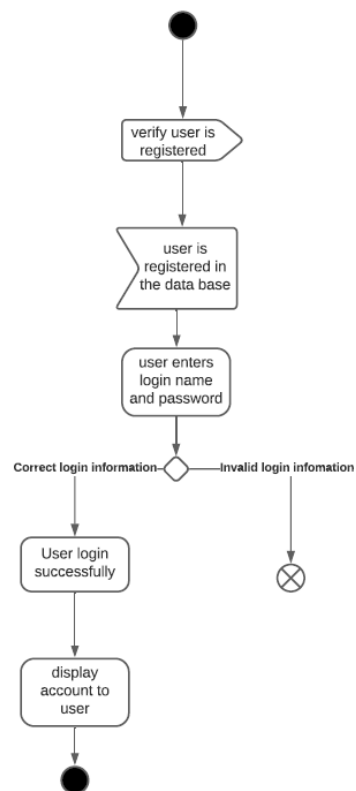 verify user is
registered
user is
registered in
the data base
user enters
login name
and password
Correct login information
Invalid login infomation
User login
successfully
display
account to
user